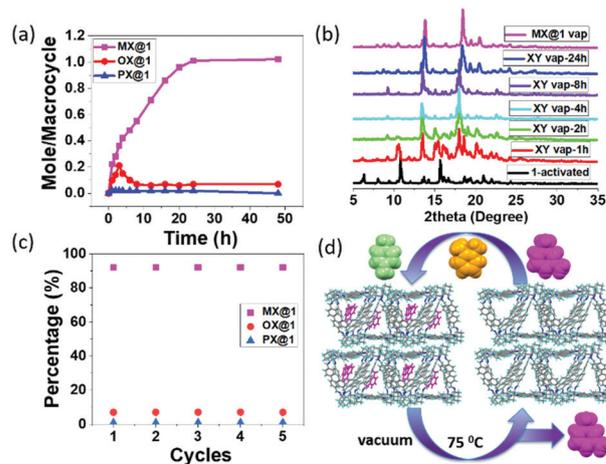 (a)
MX@1
OX@1
PX@1
Mole/Macrocycle
1.2
1.0
0.8
0.6
0.4
0.2
0.0
0 10 20 30 40 50
Time (h)
(b)
MX@1 vap
XY vap-24h
XY vap-8h
XY vap-4h
XY vap-2h
XY vap-1h
1-activated
5 10 15 20 25 30 35
2theta (Degree)
(c)
Percentage (%)
100
80
60
40
20
0
MX@1
OX@1
PX@1
1 2 3 4 5
Cycles
(d)
vacuum 75 ⁰C